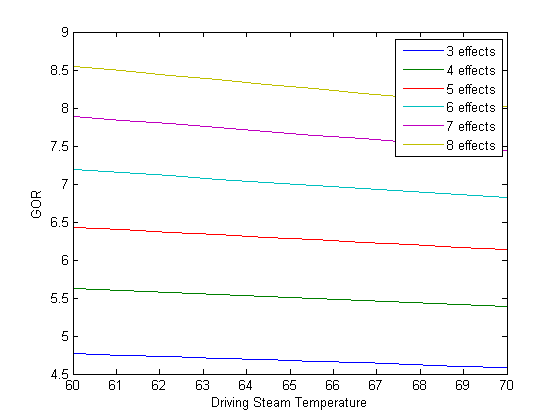 9
8.5
8
7.5
7
6.5
6
5.5
5
4.5
GOR
3 effects
4 effects
5 effects
6 effects
7 effects
8 effects
60 61 62 63 64 65 66 67 68 69 70
Driving Steam Temperature